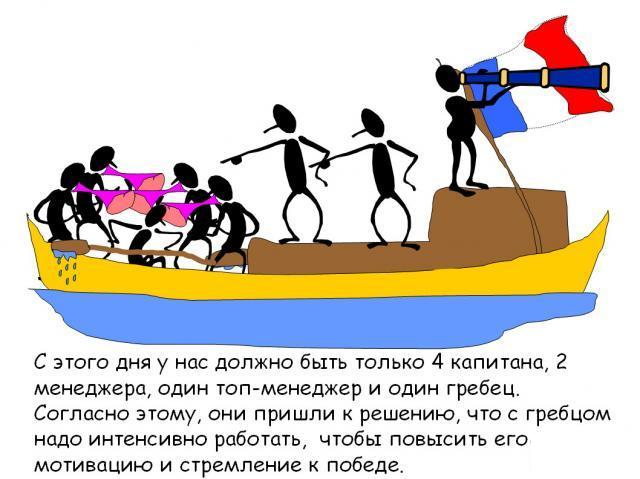 С этого дня у нас должно быть только 4 капитана, 2
менеджера, один топ-менеджер и один гребец.
Согласно этому, они пришли к решению, что с гребцом
надо интенсивно работать, чтобы повысить его
мотивацию и стремление к победе.